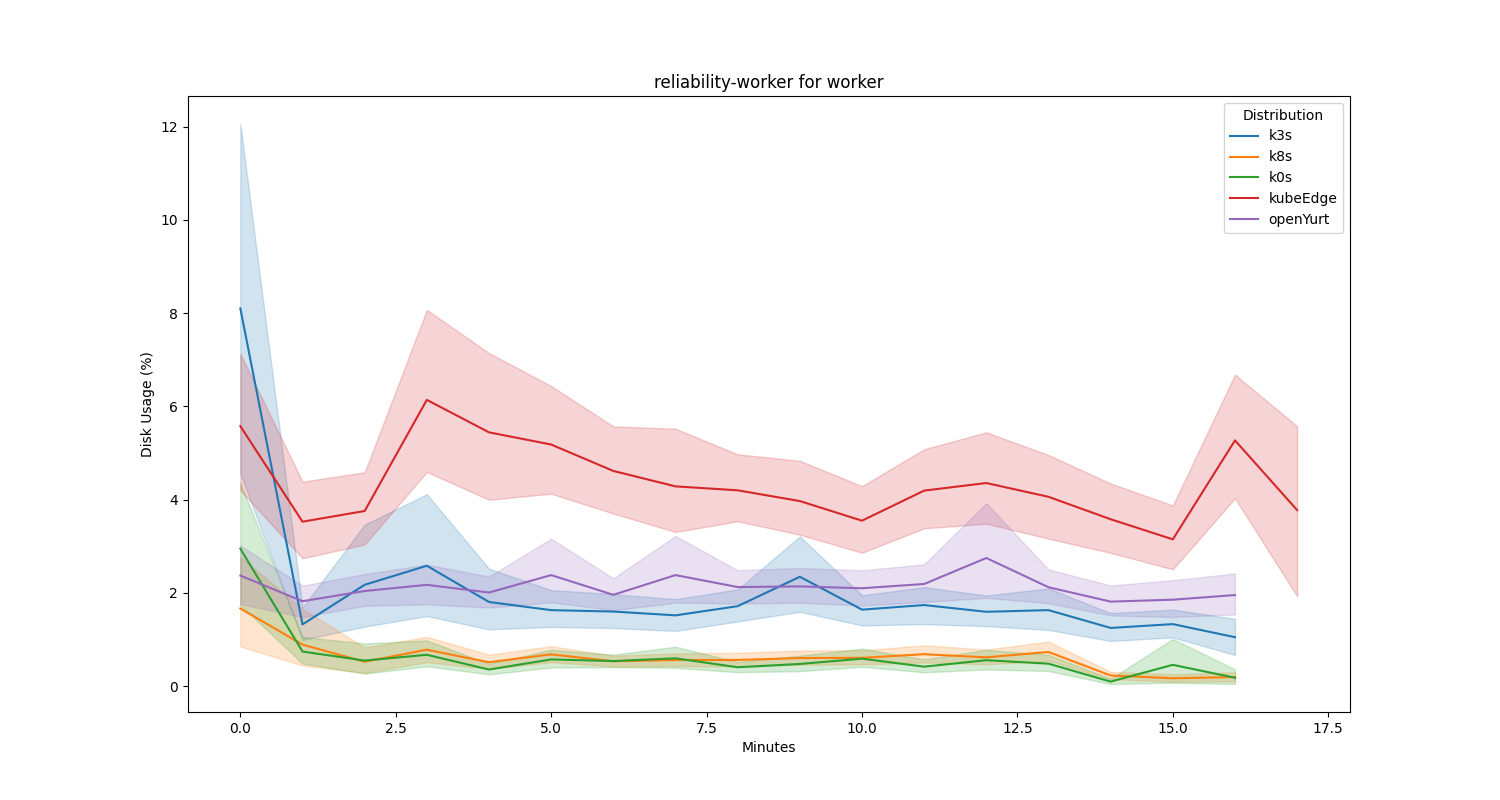 reliability-worker for worker
Distribution
k3s
k8s
k0s
kubeEdge
openYurt
Disk Usage (%)
12
10
8
6
4
2
0
0.0 2.5 5.0 7.5 10.0 12.5 15.0 17.5
Minutes